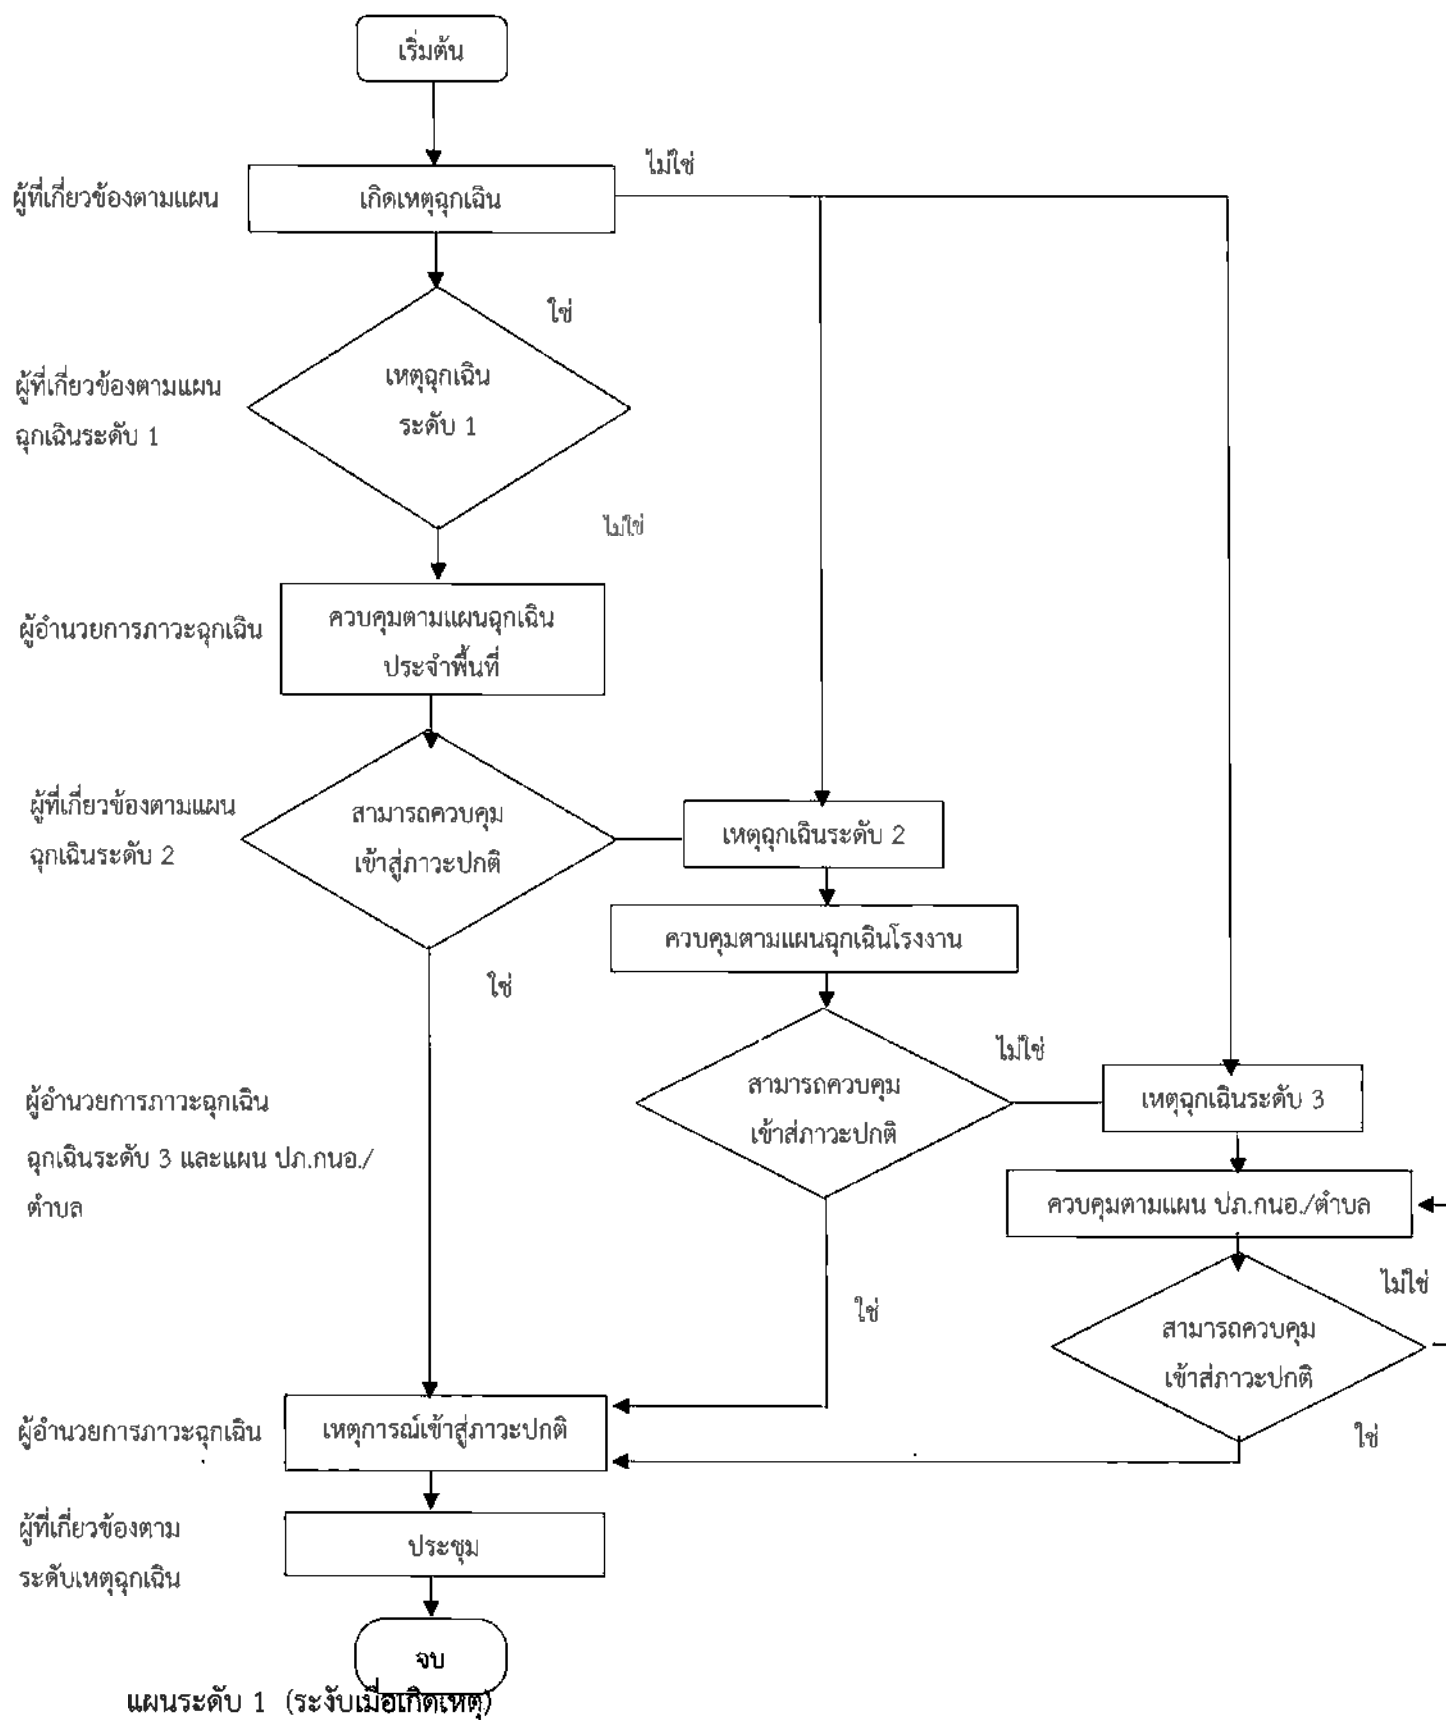 เริ่มต้น
ไม่ใช่
ผู้ที่เกี่ยวข้องตามแผน
เกิดเหตุฉุกเฉิน
ใช่
ผู้ที่เกี่ยวข้องตามแผน
ฉุกเฉินระดับ 1
เหตุฉุกเฉิน
ระดับ 1
ไม่ใช่
ผู้อำนวยการภาวะฉุกเฉิน
ควบคุมตามแผนฉุกเฉิน
ประจำพื้นที่
ผู้ที่เกี่ยวข้องตามแผน
ฉุกเฉินระดับ 2
สามารถควบคุม
เข้าสู่ภาวะปกติ
เหตุฉุกเฉินระดับ 2
ควบคุมตามแผนฉุกเฉินโรงงาน
ใช่
ไม่ใช่
สามารถควบคุม
เข้าสู่ภาวะปกติ
เหตุฉุกเฉินระดับ 3
ผู้อำนวยการภาวะฉุกเฉิน
ฉุกเฉินระดับ 3 และแผน ปภ.กนอ./
ตำบล
ควบคุมตามแผน ปภ.กนอ./ตำบล
ไม่ใช่
ใช่
สามารถควบคุม
เข้าสู่ภาวะปกติ
ใช่
ผู้อำนวยการภาวะฉุกเฉิน
เหตุการณ์เข้าสู่ภาวะปกติ
ผู้ที่เกี่ยวข้องตาม
ระดับเหตุฉุกเฉิน
ประชุม
จบ
แผนระดับ 1 (ระงับเมื่อเกิดเหตุ)